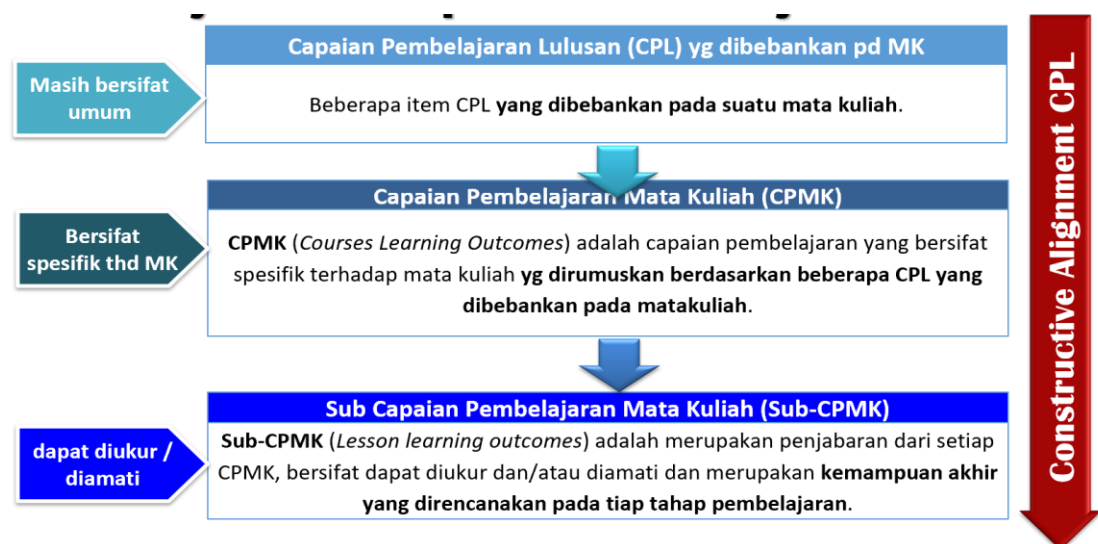 Capaian Pembelajaran Lulusan (CPL) yg dibebankan pd MK
Masih bersifat
umum
Beberapa item CPL yang dibebankan pada suatu mata kuliah.
Capaian Pembelajaran Mata Kuliah (CPMK)
Bersifat
spesifik thd MK
CPMK (Courses Learning Outcomes) adalah capaian pembelajaran yang bersifat
spesifik terhadap mata kuliah yg dirumuskan berdasarkan beberapa CPL yang
dibebankan pada matakuliah.
Sub Capaian Pembelajaran Mata Kuliah (Sub-CPMK)
dapat diukur /
diamati
Sub-CPMK (Lesson learning outcomes) adalah merupakan penjabaran dari setiap
CPMK, bersifat dapat diukur dan/atau diamati dan merupakan kemampuan akhir
yang direncanakan pada tiap tahap pembelajaran.
Constructive Alignment CPL